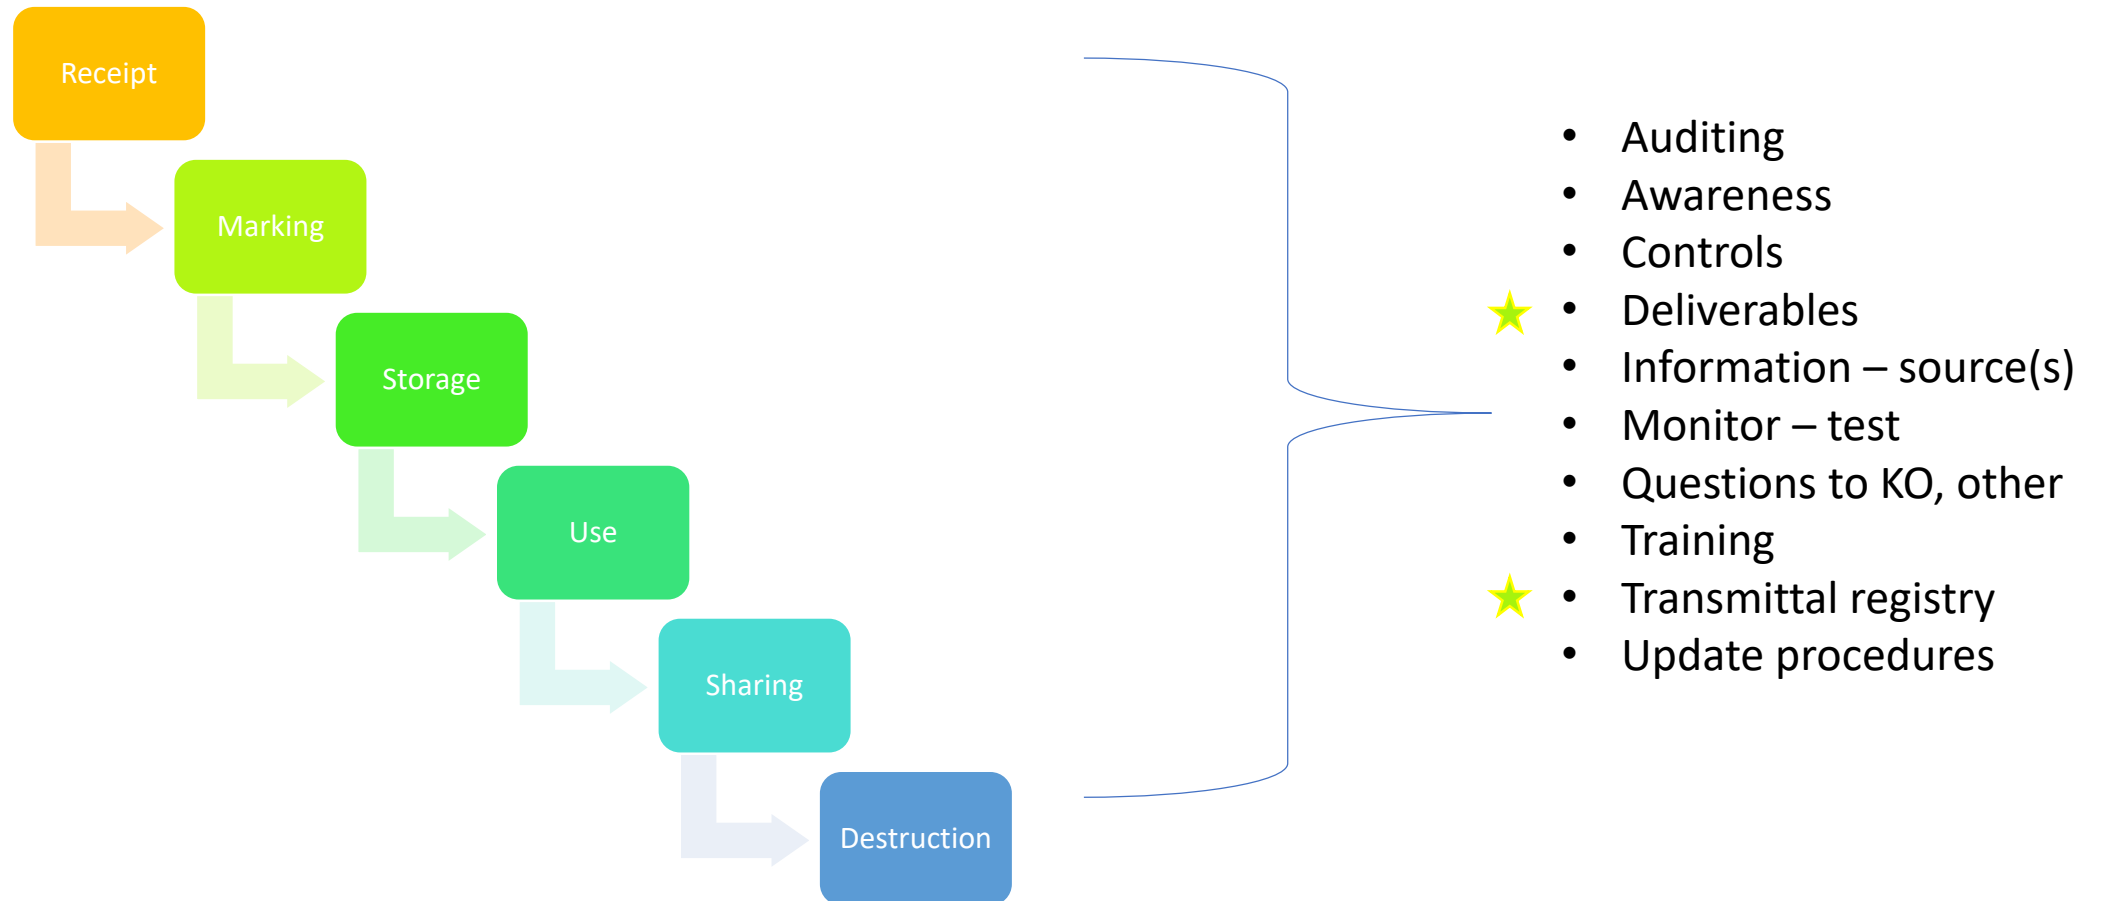 Receipt
Marking
Storage
Use
Sharing
Destruction
• Auditing
• Awareness
• Controls
• Deliverables
• Information – source(s)
• Monitor – test
• Questions to KO, other
• Training
• Transmittal registry
• Update procedures